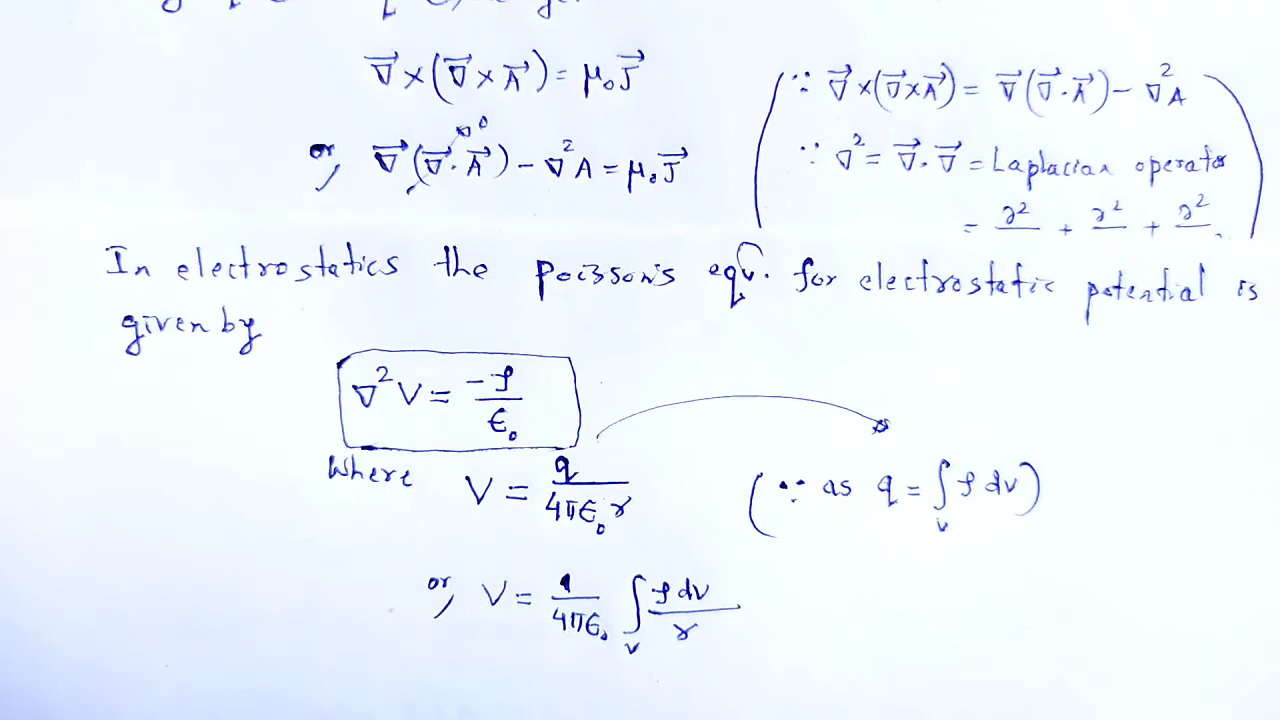 ∇⃗×(∇⃗×A⃗) = μ₀J⃗
or, ∇⃗(∇⃗.A⃗) - ∇²A = μ₀J⃗
(∵ ∇⃗×(∇⃗×A⃗) = ∇⃗(∇⃗.A⃗) - ∇²A
∵ ∇² = ∇⃗.∇⃗ = Laplacian operator
In electrostatics the Poisson's eqn. for electrostatic potential is
given by
∇²V = -ρ/ε₀
Where V = q/4πε₀r
(∵ as q = ∫ᵥ ρ dv)
or, V = 1/4πε₀ ∫ᵥ ρ dv/r